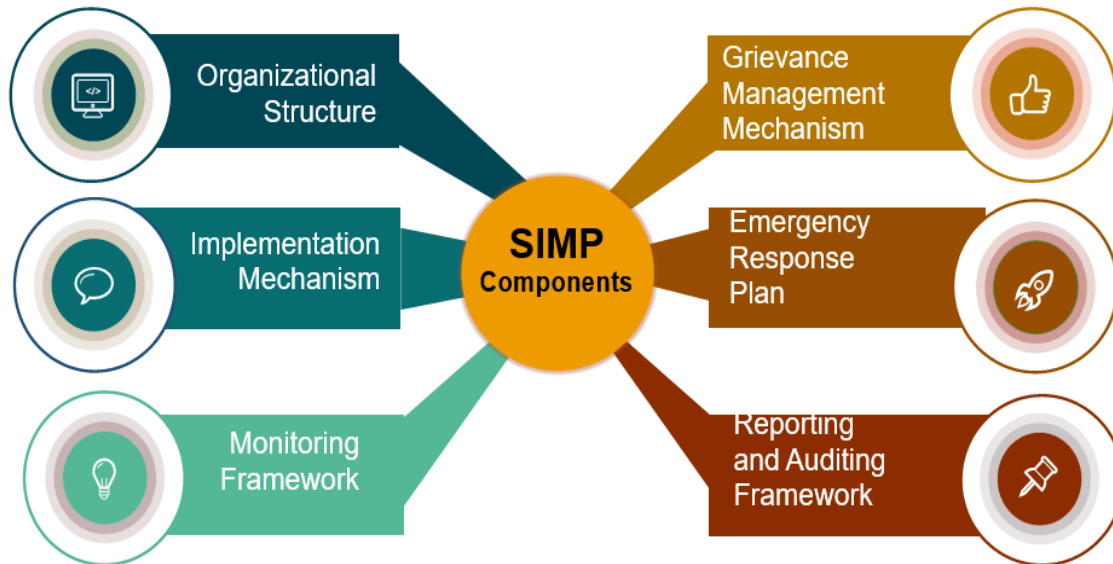 Organizational
Structure
Implementation
Mechanism
Monitoring
Framework
SIMP
Components
Grievance
Management
Mechanism
Emergency
Response
Plan
Reporting
and Auditing
Framework